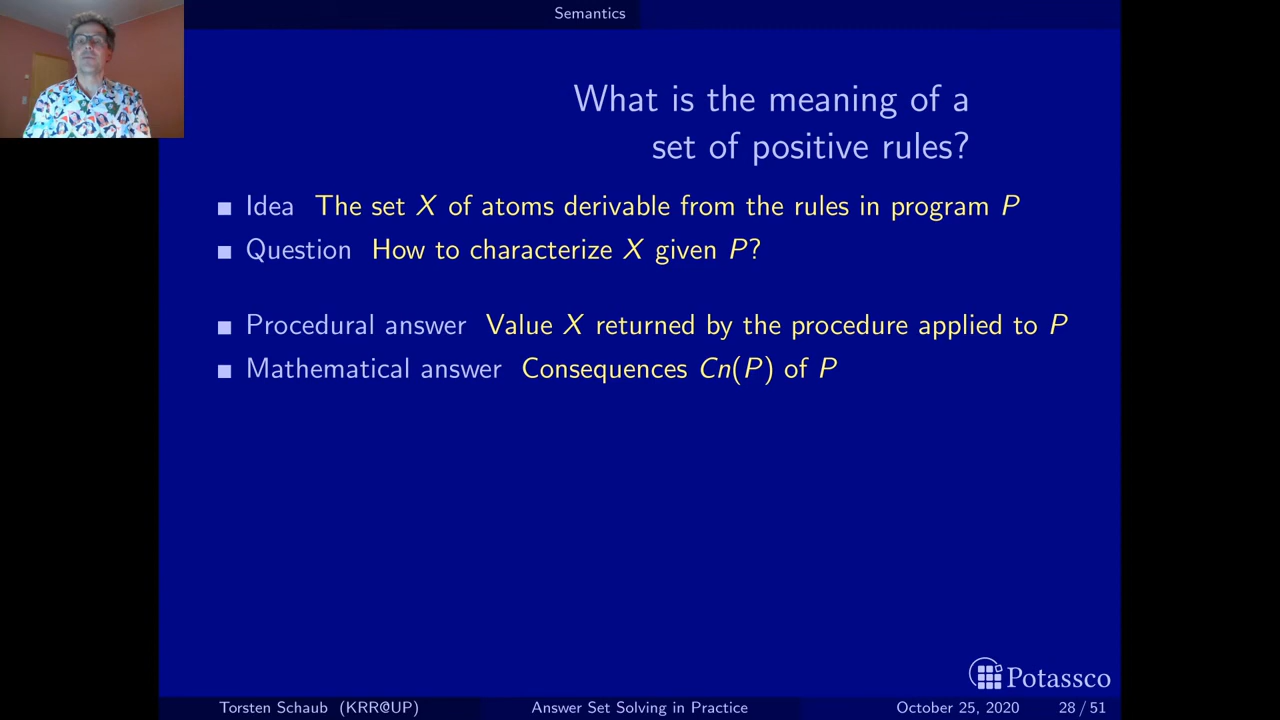 Semantics
What is the meaning of a
set of positive rules?
Idea The set X of atoms derivable from the rules in program P
Question How to characterize X given P?
Procedural answer Value X returned by the procedure applied to P
Mathematical answer Consequences Cn(P) of P
Potassco
Torsten Schaub (KRR@UP) Answer Set Solving in Practice October 25, 2020 28 / 51